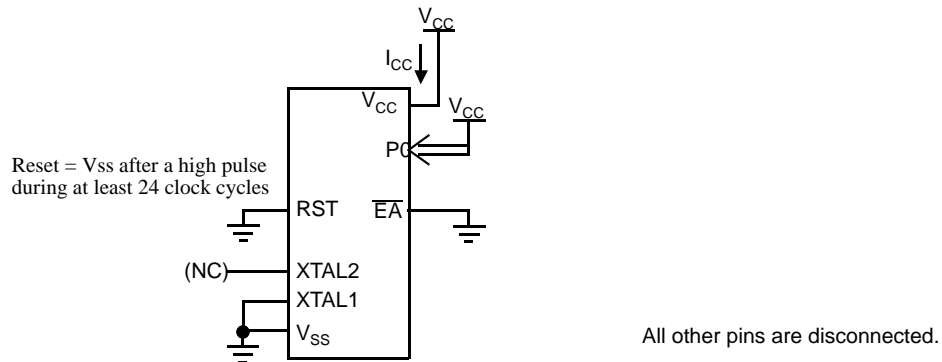 VCC
ICC
VCC
VCC
P0
Reset = Vss after a high pulse
during at least 24 clock cycles
RST
EA
(NC)
XTAL2
XTAL1
VSS
All other pins are disconnected.